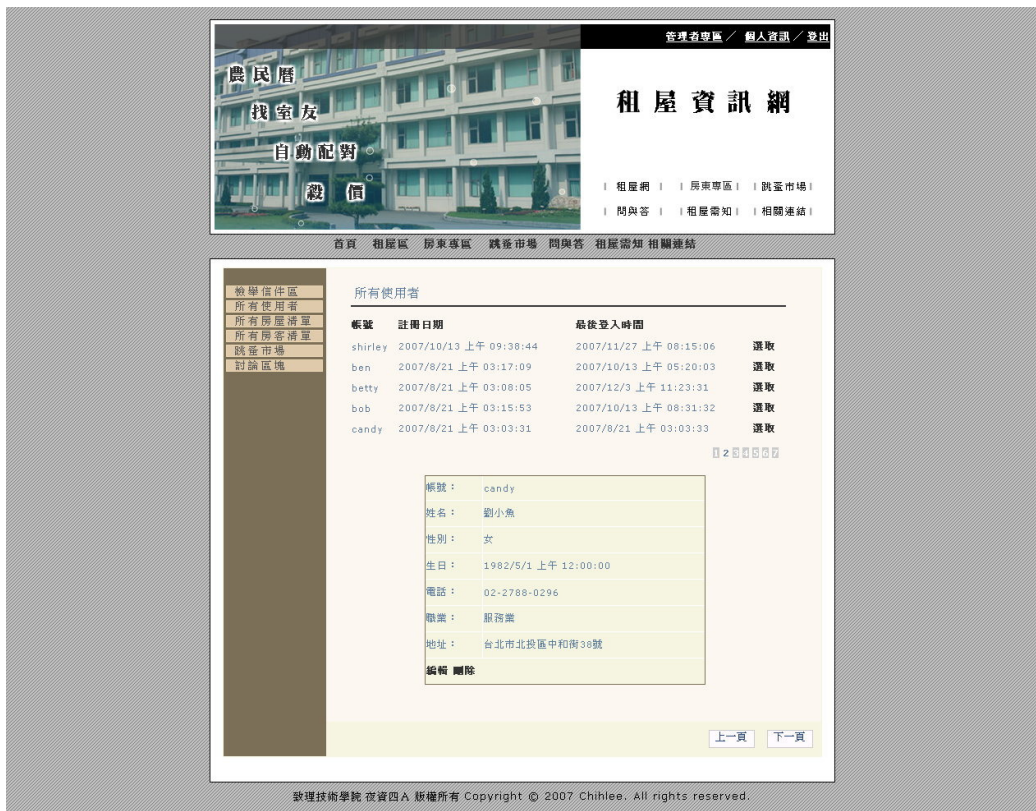 管理者專區／ 個人資訊／登出
農民曆
找室友
自動配對
殺 價
租屋資訊網
| 租屋網 | | 房東專區 | | 跳蚤市場 |
| 問與答 | | 租屋需知 | | 相關連結 |
首頁 租屋區 房東專區 跳蚤市場 問與答 租屋需知 相關連結
檢舉信件區
所有使用者
所有房屋清單
所有房客清單
跳蚤市場
討論區塊
所有使用者
帳號 註冊日期 最後登入時間
shirley 2007/10/13 上午 09:38:44 2007/11/27 上午 08:15:06 選取
ben 2007/8/21 上午 03:17:09 2007/10/13 上午 05:20:03 選取
betty 2007/8/21 上午 03:08:05 2007/12/3 上午 11:23:31 選取
bob 2007/8/21 上午 03:15:53 2007/10/13 上午 08:31:32 選取
candy 2007/8/21 上午 03:03:31 2007/8/21 上午 03:03:33 選取
1 2 3 4 5 6 7
帳號： candy
姓名： 劉小魚
性別： 女
生日： 1982/5/1 上午 12:00:00
電話： 02-2788-0296
職業： 服務業
地址： 台北市北投區中和街38號
編輯 刪除
上一頁 下一頁
致理技術學院 夜資四A 版權所有 Copyright © 2007 Chihlee. All rights reserved.